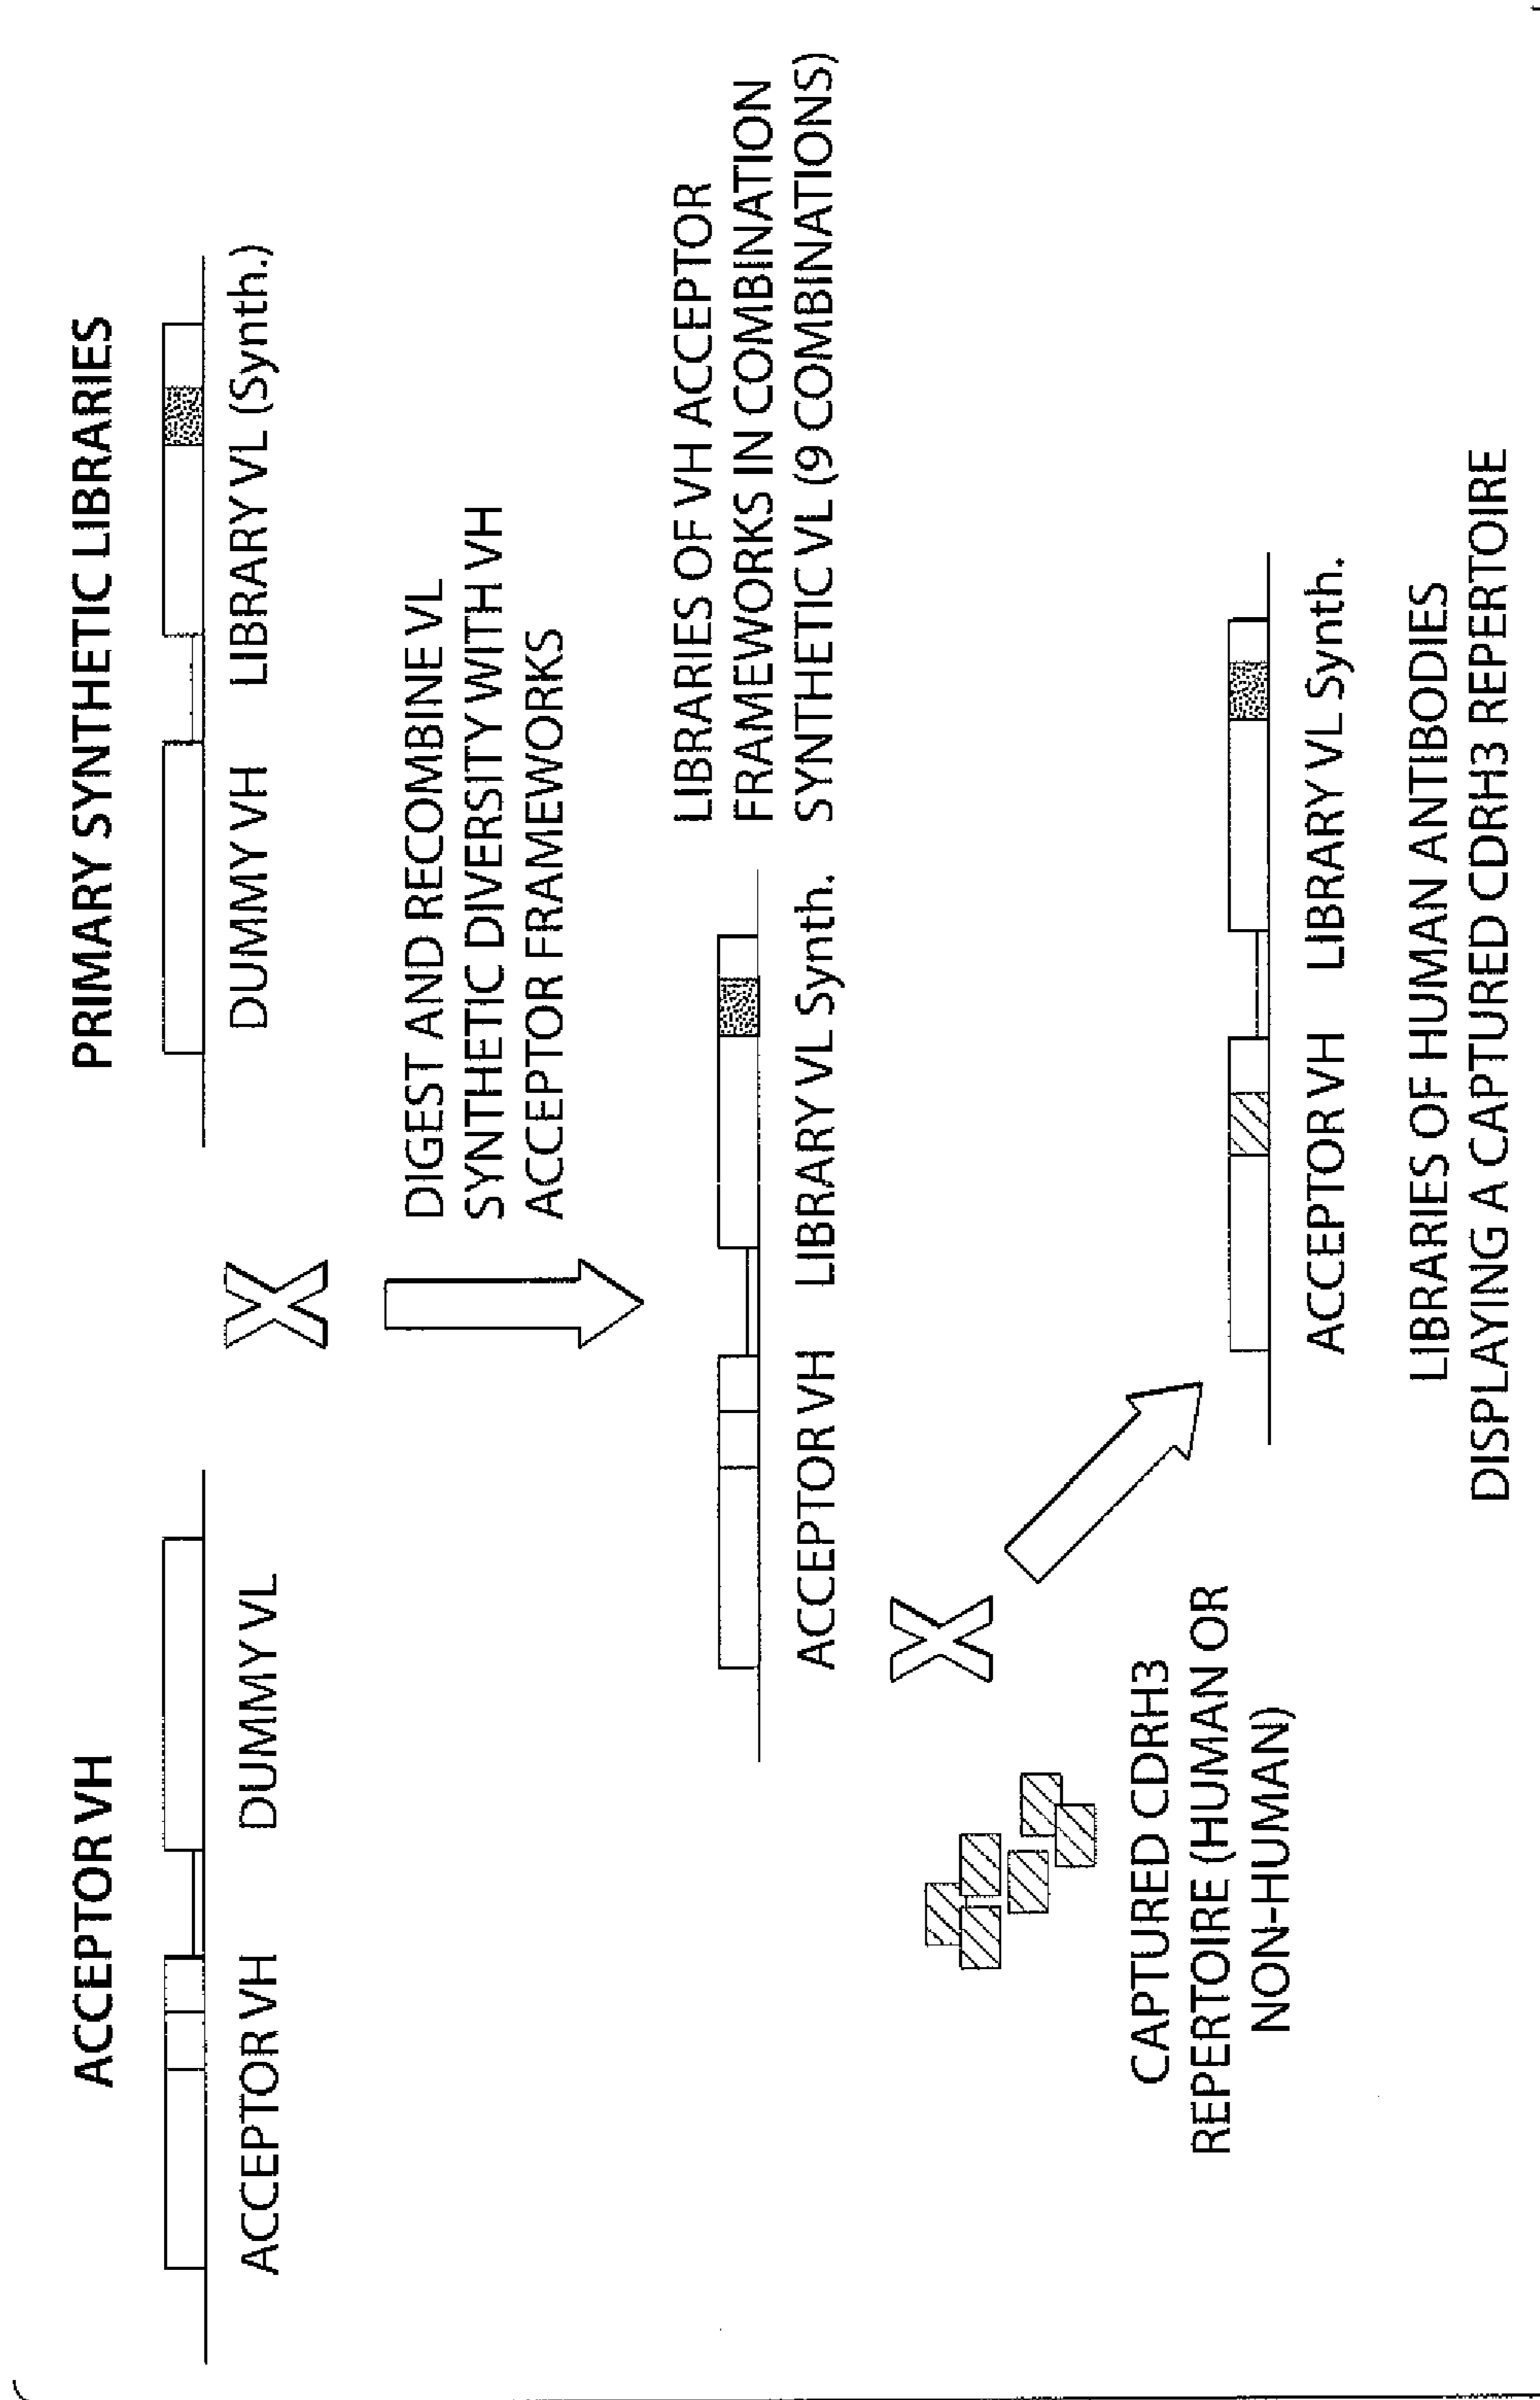 ACCEPTOR VH
ACCEPTOR VH DUMMY VL
PRIMARY SYNTHETIC LIBRARIES
DUMMY VH LIBRARY VL (Synth.)
X
DIGEST AND RECOMBINE VL
SYNTHETIC DIVERSITY WITH VH
ACCEPTOR FRAMEWORKS
ACCEPTOR VH LIBRARY VL Synth.
LIBRARIES OF VH ACCEPTOR
FRAMEWORKS IN COMBINATION
SYNTHETIC VL (9 COMBINATIONS)
X
CAPTURED CDRH3
REPERTOIRE (HUMAN OR
NON-HUMAN)
ACCEPTOR VH LIBRARY VL Synth.
LIBRARIES OF HUMAN ANTIBODIES
DISPLAYING A CAPTURED CDRH3 REPERTOIRE